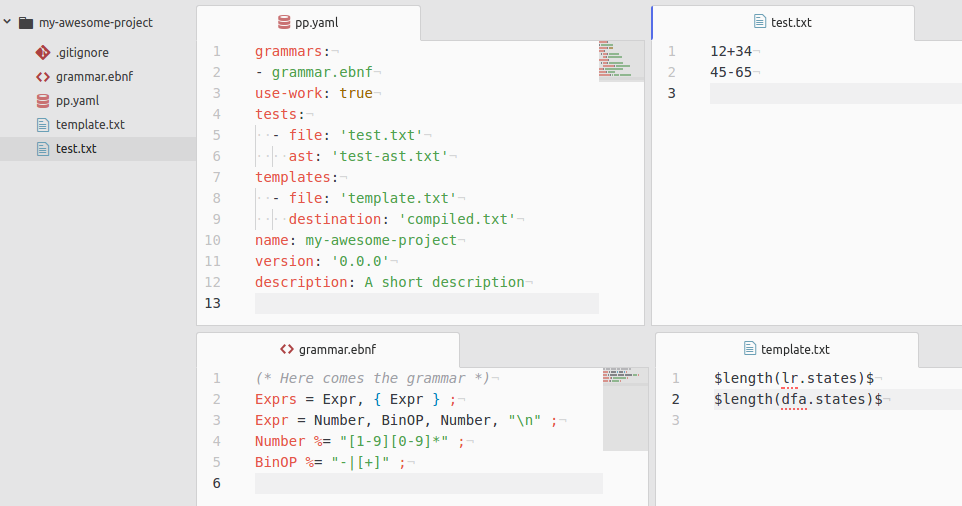 my-awesome-project
.gitignore
grammar.ebnf
pp.yaml
template.txt
test.txt
pp.yaml
1 grammars:
2 - grammar.ebnf
3 use-work: true
4 tests:
5 - file: 'test.txt'
6 ast: 'test-ast.txt'
7 templates:
8 - file: 'template.txt'
9 destination: 'compiled.txt'
10 name: my-awesome-project
11 version: '0.0.0'
12 description: A short description
13
test.txt
1 12+34
2 45-65
3
grammar.ebnf
1 (* Here comes the grammar *)
2 Exprs = Expr, { Expr } ;
3 Expr = Number, BinOP, Number, "\n" ;
4 Number %= "[1-9][0-9]*" ;
5 BinOP %= "-|[+]" ;
6
template.txt
1 $length(lr.states)$
2 $length(dfa.states)$
3